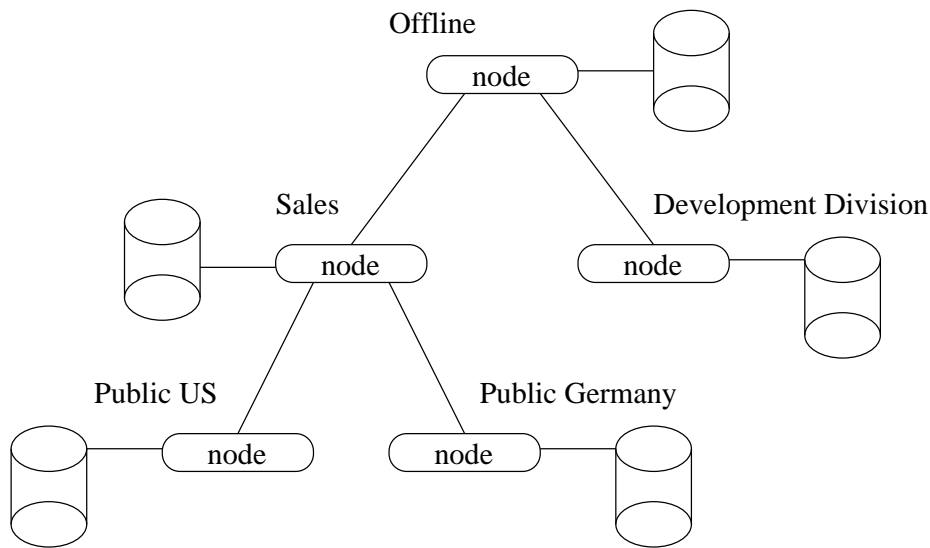 Offline
node
Sales
Development Division
node
node
Public US
Public Germany
node
node